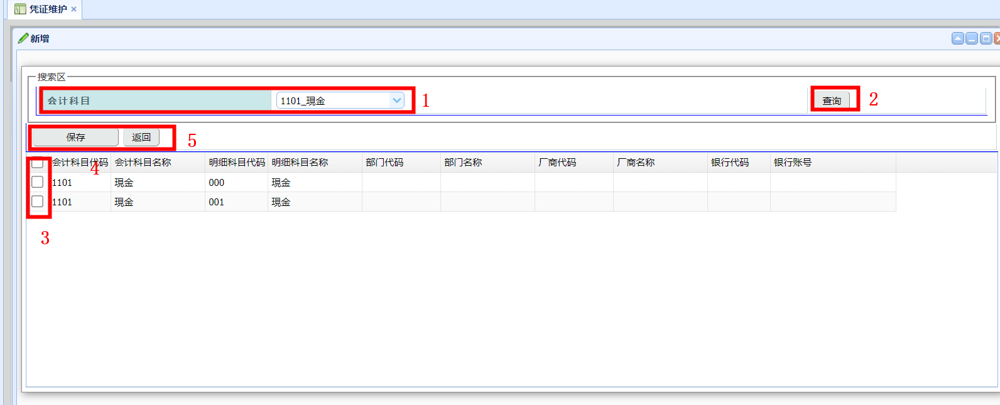 凭证维护
新增
搜索区
会计科目 1101_現金 1 查询 2
保存 返回 5
会计科目代码 会计科目名称 明细科目代码 明细科目名称 部门代码 部门名称 厂商代码 厂商名称 银行代码 银行账号
4
1101 現金 000 現金
1101 現金 001 現金
3